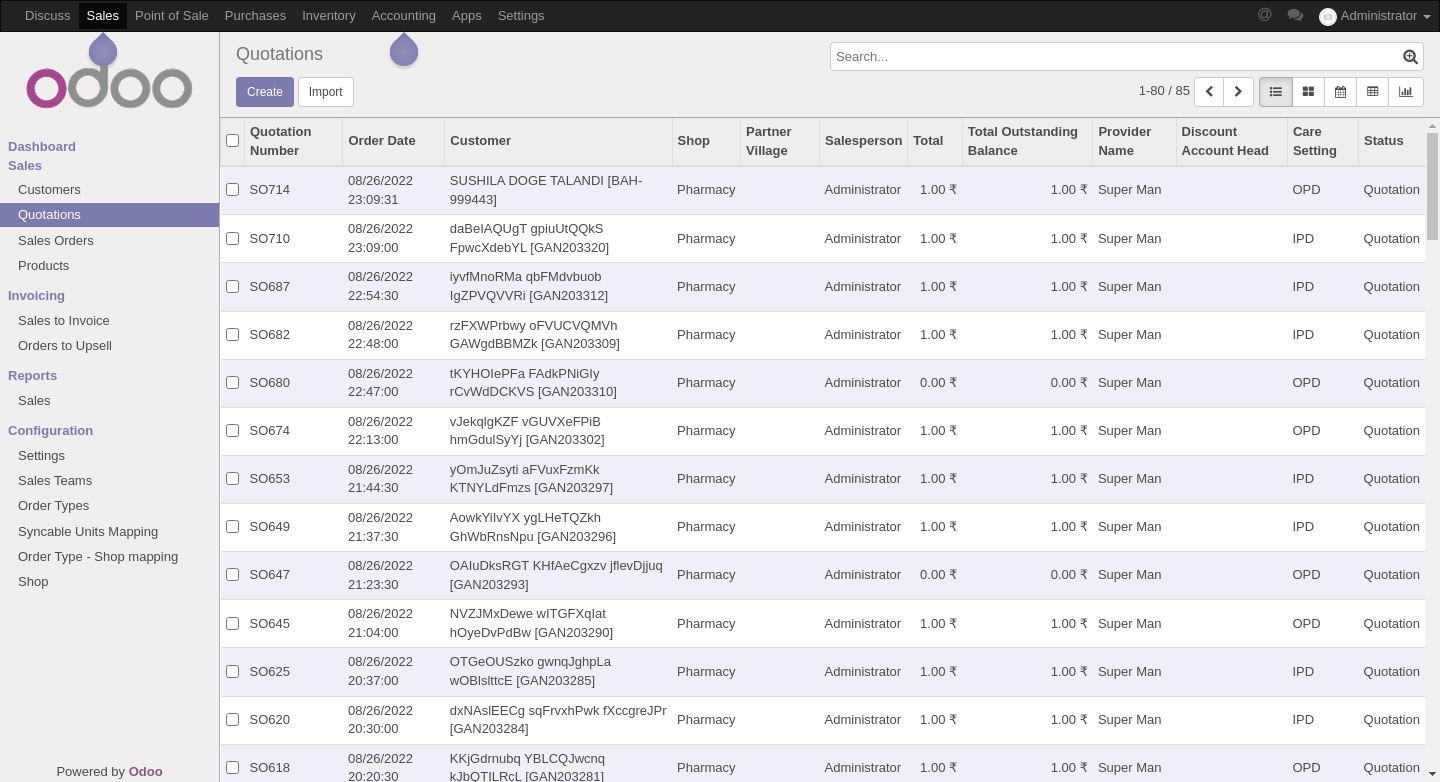 Discuss Sales Point of Sale Purchases Inventory Accounting Apps Settings @ Administrator
odoo
Dashboard
Sales
Customers
Quotations
Sales Orders
Products
Invoicing
Sales to Invoice
Orders to Upsell
Reports
Sales
Configuration
Settings
Sales Teams
Order Types
Syncable Units Mapping
Order Type - Shop mapping
Shop
Powered by Odoo
Quotations
Search...
Create Import
1-80 / 85
Quotation Number Order Date Customer Shop Partner Village Salesperson Total Total Outstanding Balance Provider Name Discount Account Head Care Setting Status
SO714 08/26/2022 23:09:31 SUSHILA DOGE TALANDI [BAH-999443] Pharmacy Administrator 1.00 ₹ 1.00 ₹ Super Man OPD Quotation
SO710 08/26/2022 23:09:00 daBeIAQUgT gpiuUtQQkS FpwcXdebYL [GAN203320] Pharmacy Administrator 1.00 ₹ 1.00 ₹ Super Man IPD Quotation
SO687 08/26/2022 22:54:30 iyvfMnoRMa qbFMdvbuob IgZPVQVVRi [GAN203312] Pharmacy Administrator 1.00 ₹ 1.00 ₹ Super Man IPD Quotation
SO682 08/26/2022 22:48:00 rzFXWPrbwy oFVUCVQMVh GAWgdBBMZk [GAN203309] Pharmacy Administrator 1.00 ₹ 1.00 ₹ Super Man IPD Quotation
SO680 08/26/2022 22:47:00 tKYHOIePFa FAdkPNiGIy rCvWdDCKVS [GAN203310] Pharmacy Administrator 0.00 ₹ 0.00 ₹ Super Man OPD Quotation
SO674 08/26/2022 22:13:00 vJekqlgKZF vGUVXeFPiB hmGdulSyYj [GAN203302] Pharmacy Administrator 1.00 ₹ 1.00 ₹ Super Man OPD Quotation
SO653 08/26/2022 21:44:30 yOmJuZsyti aFVuxFzmKk KTNYLdFmzs [GAN203297] Pharmacy Administrator 1.00 ₹ 1.00 ₹ Super Man IPD Quotation
SO649 08/26/2022 21:37:30 AowkYiIvYX ygLHeTQZkh GhWbRnsNpu [GAN203296] Pharmacy Administrator 1.00 ₹ 1.00 ₹ Super Man IPD Quotation
SO647 08/26/2022 21:23:30 OAIuDksRGT KHfAeCgxzv jflevDjjuq [GAN203293] Pharmacy Administrator 0.00 ₹ 0.00 ₹ Super Man OPD Quotation
SO645 08/26/2022 21:04:00 NVZJMxDewe wITGFXqIat hOyeDvPdBw [GAN203290] Pharmacy Administrator 1.00 ₹ 1.00 ₹ Super Man OPD Quotation
SO625 08/26/2022 20:37:00 OTGeOUSzko gwnqJghpLa wOBlslttcE [GAN203285] Pharmacy Administrator 1.00 ₹ 1.00 ₹ Super Man IPD Quotation
SO620 08/26/2022 20:30:00 dxNAslEECg sqFrvxhPwk fXccgreJPr [GAN203284] Pharmacy Administrator 1.00 ₹ 1.00 ₹ Super Man IPD Quotation
SO618 08/26/2022 20:20:30 KKjGdrnubq YBLCQJwcnq kJbQTILRcL [GAN203281] Pharmacy Administrator 1.00 ₹ 1.00 ₹ Super Man OPD Quotation